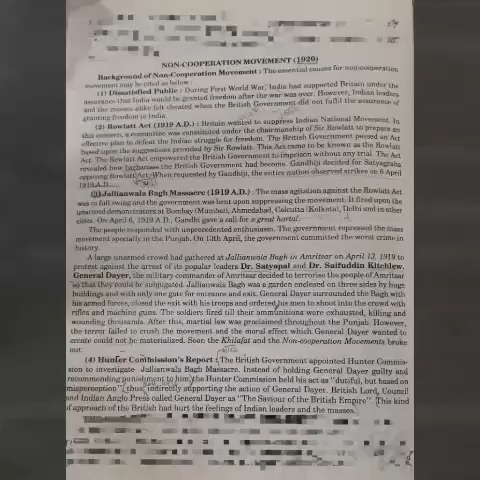 NON-COOPERATION MOVEMENT (1920)
Background of Non-Cooperation Movement : The essential causes for non-cooperation
movement may be cited as below :
(1) Dissatisfied Public : During First World War, India had supported Britain under the
assurance that India would be granted freedom after the war was over. However, Indian leaders
and the masses alike felt cheated when the British Government did not fulfil the assurance of
granting freedom in India.
(2) Rowlatt Act (1919 A.D.) : Britain wanted to suppress Indian National Movement. In
this concern, a committee was constituted under the chairmanship of Sir Rowlatt to prepare an
effective plan to defeat the Indian struggle for freedom. The British Government passed an Act
based upon the suggestions provided by Sir Rowlatt. This Act came to be known as the Rowlatt
Act. The Rowlatt Act empowered the British Government to imprison without any trial. The Act
revealed how barbarians the British Government had become. Gandhiji decided for Satyagraha
opposing Rowlatt Act. When requested by Gandhiji, the entire nation observed strikes on 6 April
1919 A.D.
(3) Jallianwala Bagh Massacre (1919 A.D.) : The mass agitation against the Rowlatt Act
was in full swing and the government was bent upon suppressing the movement. It fired upon the
unarmed demonstrators at Bombay (Mumbai), Ahmedabad, Calcutta (Kolkata), Delhi and in other
cities. On April 6, 1919 A.D., Gandhi gave a call for a great hartal.
The people responded with unprecedented enthusiasm. The government repressed the mass
movement specially in the Punjab. On 13th April, the government committed the worst crime in
history.
A large unarmed crowd had gathered at Jallianwala Bagh in Amritsar on April 13, 1919 to
protest against the arrest of its popular leaders Dr. Satyapal and Dr. Saifuddin Kitchlew.
General Dayer, the military commander of Amritsar decided to terrorise the people of Amritsar
so that they could be subjugated. Jallianwala Bagh was a garden enclosed on three sides by huge
buildings and with only one gate for entrance and exit. General Dayer surrounded the Bagh with
his armed forces, closed the exit with his troops and ordered his men to shoot into the crowd with
rifles and machine guns. The soldiers fired till their ammunitions were exhausted, killing and
wounding thousands. After this, martial law was proclaimed throughout the Punjab. However,
the terror failed to crush the movement and the moral effect which General Dayer wanted to
create could not be materialised. Soon the Khilafat and the Non-cooperation Movements broke
out.
(4) Hunter Commission's Report : The British Government appointed Hunter Commis-
sion to investigate Jallianwala Bagh Massacre. Instead of holding General Dayer guilty and
recommending punishment to him, the Hunter Commission held his act as "dutiful, but based on
misperception", thus indirectly supporting the action of General Dayer. British Lord, Council
and Indian Anglo Press called General Dayer as "The Saviour of the British Empire". This kind
of approach of the British had hurt the feelings of Indian leaders and the masses.